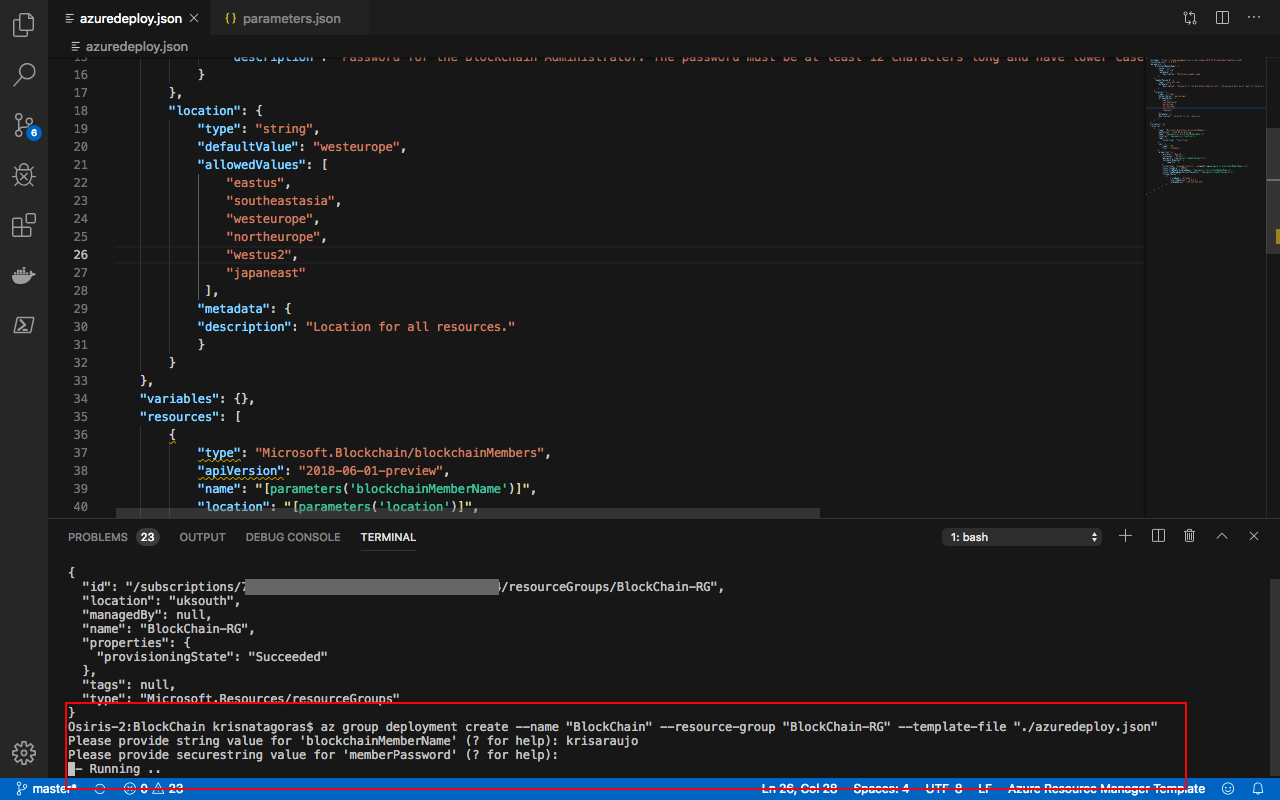 azuredeploy.json
parameters.json
azuredeploy.json
15 description": "Password for the Blockchain Administrator. The password must be at least 12 characters long and have lower case
16 }
17 },
18 "location": {
19 "type": "string",
20 "defaultValue": "westeurope",
21 "allowedValues": [
22 "eastus",
23 "southeastasia",
24 "westeurope",
25 "northeurope",
26 "westus2",
27 "japaneast"
28 ],
29 "metadata": {
30 "description": "Location for all resources."
31 }
32 }
33 },
34 "variables": {},
35 "resources": [
36 {
37 "type": "Microsoft.Blockchain/blockchainMembers",
38 "apiVersion": "2018-06-01-preview",
39 "name": "[parameters('blockchainMemberName')]",
40 "location": "[parameters('location')]",
6
PROBLEMS 23 OUTPUT DEBUG CONSOLE TERMINAL 1: bash
{
"id": "/subscriptions/7 /resourceGroups/BlockChain-RG",
"location": "uksouth",
"managedBy": null,
"name": "BlockChain-RG",
"properties": {
"provisioningState": "Succeeded"
},
"tags": null,
"type": "Microsoft.Resources/resourceGroups"
}
Osiris-2:BlockChain krisnatagoras$ az group deployment create --name "BlockChain" --resource-group "BlockChain-RG" --template-file "./azuredeploy.json"
Please provide string value for 'blockchainMemberName' (? for help): krisaraujo
Please provide securestring value for 'memberPassword' (? for help):
- Running ..
master* 0 23 Ln 26, Col 28 Spaces: 4 UTF-8 LF Azure Resource Manager Template